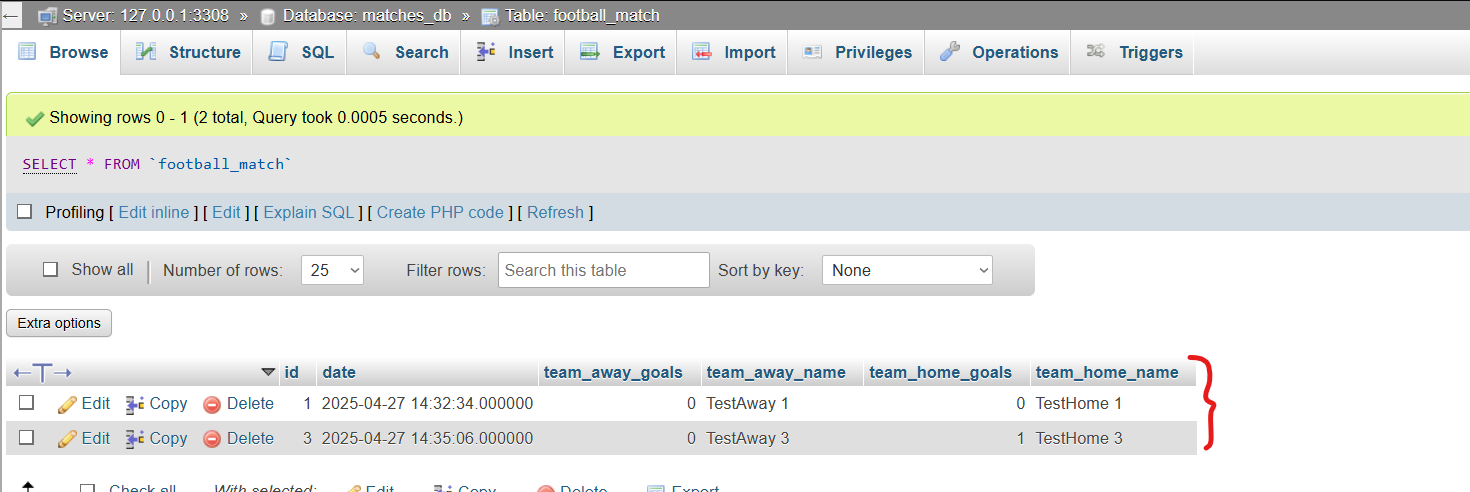 Server: 127.0.0.1:3308 » Database: matches_db » Table: football_match
Browse Structure SQL Search Insert Export Import Privileges Operations Triggers
Showing rows 0 - 1 (2 total, Query took 0.0005 seconds.)
SELECT * FROM `football_match`
Profiling [ Edit inline ] [ Edit ] [ Explain SQL ] [ Create PHP code ] [ Refresh ]
Show all Number of rows: 25 Filter rows: Search this table Sort by key: None
Extra options
id date team_away_goals team_away_name team_home_goals team_home_name
Edit Copy Delete 1 2025-04-27 14:32:34.000000 0 TestAway 1 0 TestHome 1
Edit Copy Delete 3 2025-04-27 14:35:06.000000 0 TestAway 3 1 TestHome 3
Check all With selected: Edit Copy Delete Export